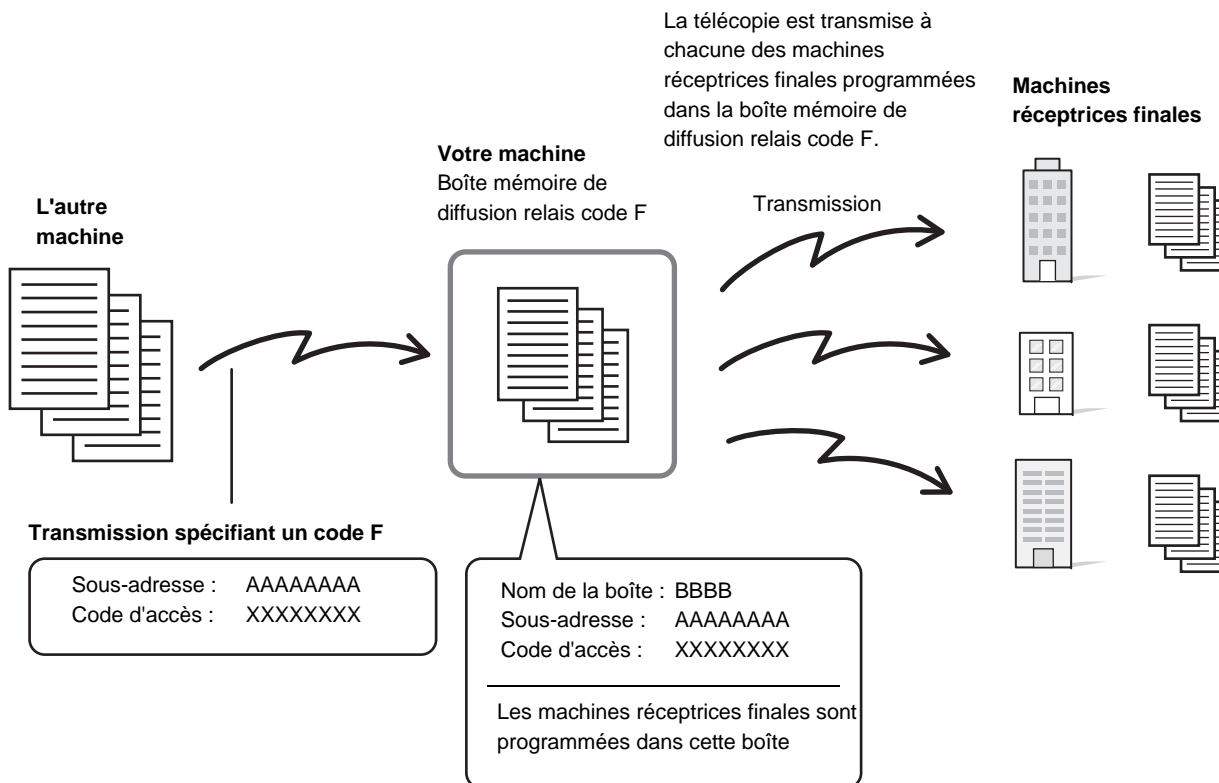 La télécopie est transmise à
chacune des machines
réceptrices finales programmées
dans la boîte mémoire de
diffusion relais code F.
Machines
réceptrices finales
Votre machine
Boîte mémoire de
diffusion relais code F
L'autre
machine
Transmission
Transmission spécifiant un code F
Sous-adresse : AAAAAAAA
Code d'accès : XXXXXXXX
Nom de la boîte : BBBB
Sous-adresse : AAAAAAAA
Code d'accès : XXXXXXXX
Les machines réceptrices finales sont
programmées dans cette boîte